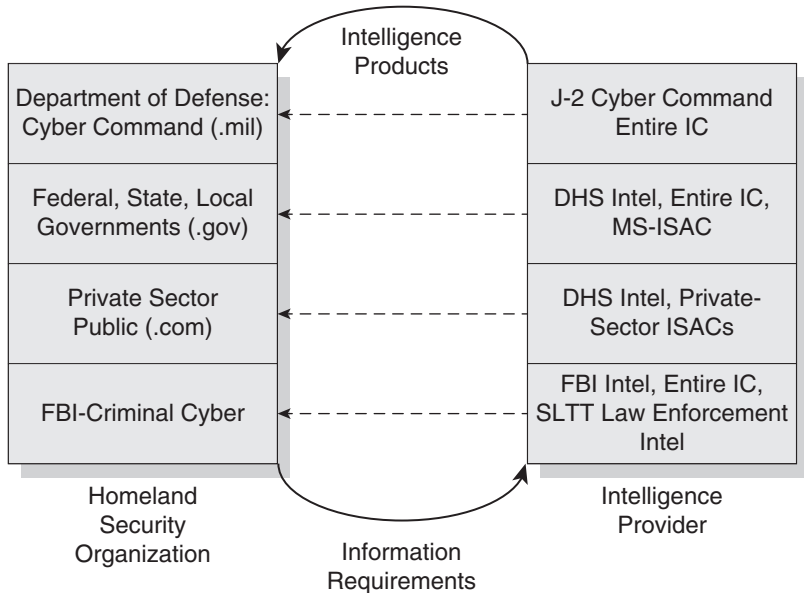 Intelligence
Products
Department of Defense:
Cyber Command (.mil)
J-2 Cyber Command
Entire IC
Federal, State, Local
Governments (.gov)
DHS Intel, Entire IC,
MS-ISAC
Private Sector
Public (.com)
DHS Intel, Private-
Sector ISACs
FBI-Criminal Cyber
FBI Intel, Entire IC,
SLTT Law Enforcement
Intel
Homeland
Security
Organization
Intelligence
Provider
Information
Requirements